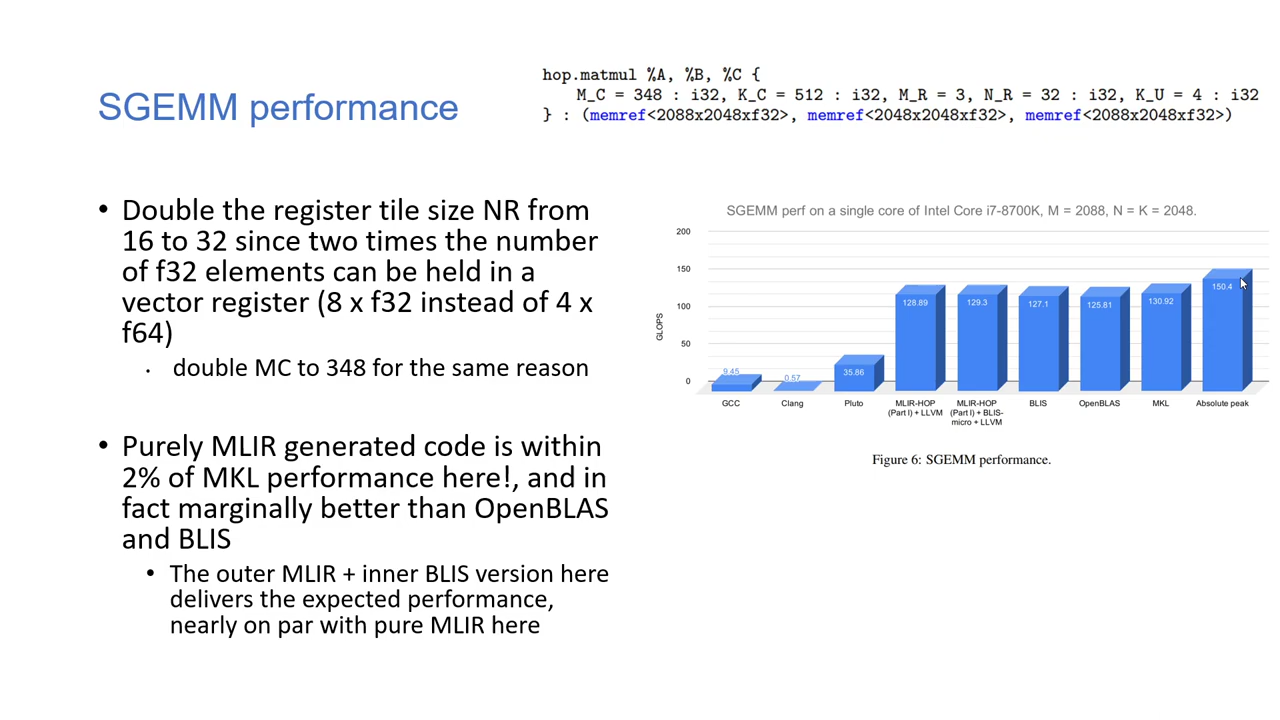 SGEMM performance
hop.matmul %A, %B, %C {
M_C = 348 : i32, K_C = 512 : i32, M_R = 3, N_R = 32 : i32, K_U = 4 : i32
} : (memref<2088x2048xf32>, memref<2048x2048xf32>, memref<2088x2048xf32>)
• Double the register tile size NR from
16 to 32 since two times the number
of f32 elements can be held in a
vector register (8 x f32 instead of 4 x
f64)
• double MC to 348 for the same reason
• Purely MLIR generated code is within
2% of MKL performance here!, and in
fact marginally better than OpenBLAS
and BLIS
• The outer MLIR + inner BLIS version here
delivers the expected performance,
nearly on par with pure MLIR here
SGEMM perf on a single core of Intel Core i7-8700K, M = 2088, N = K = 2048.
GLOPS
200
150
100
50
0
9.45
0.57
35.86
128.89
129.3
127.1
125.81
130.92
150.4
GCC
Clang
Pluto
MLIR-HOP
(Part I) + LLVM
MLIR-HOP
(Part I) + BLIS-
micro + LLVM
BLIS
OpenBLAS
MKL
Absolute peak
Figure 6: SGEMM performance.